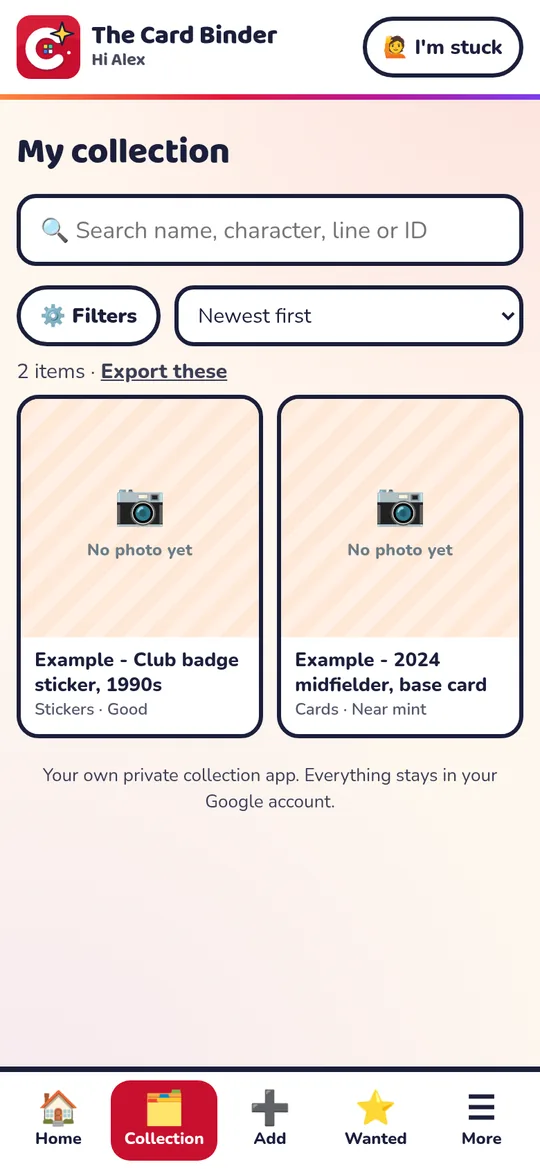 The Card Binder
Hi Alex
I'm stuck
My collection
Search name, character, line or ID
Filters
Newest first
2 items · Export these
No photo yet
No photo yet
Example - Club badge
sticker, 1990s
Stickers · Good
Example - 2024
midfielder, base card
Cards · Near mint
Your own private collection app. Everything stays in your
Google account.
Home
Collection
Add
Wanted
More